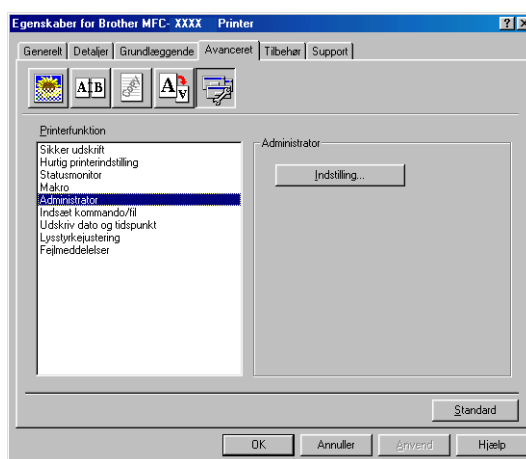 Egenskaber for Brother MFC- XXXX Printer
Generelt Detaljer Grundlæggende Avanceret Tilbehør Support
Printerfunktion
Sikker udskrift
Hurtig printerindstilling
Statusmonitor
Makro
Administrator
Indsæt kommando/fil
Udskriv dato og tidspunkt
Lysstyrkejustering
Fejlmeddelelser
Administrator
Indstilling...
Standard
OK Annuller Anvend Hjælp